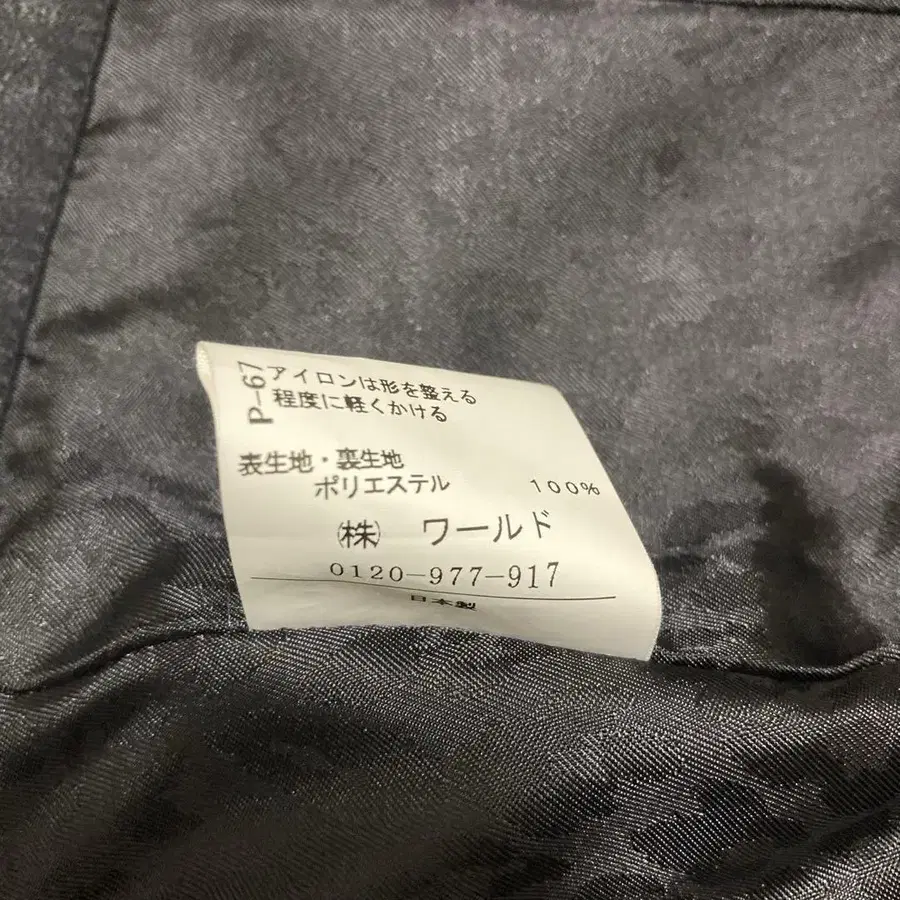 P-67
アイロンは形を整える
程度に軽くかける
表生地・裏生地
ポリエステル 100%
㈱ ワールド
0120-977-917
日本製